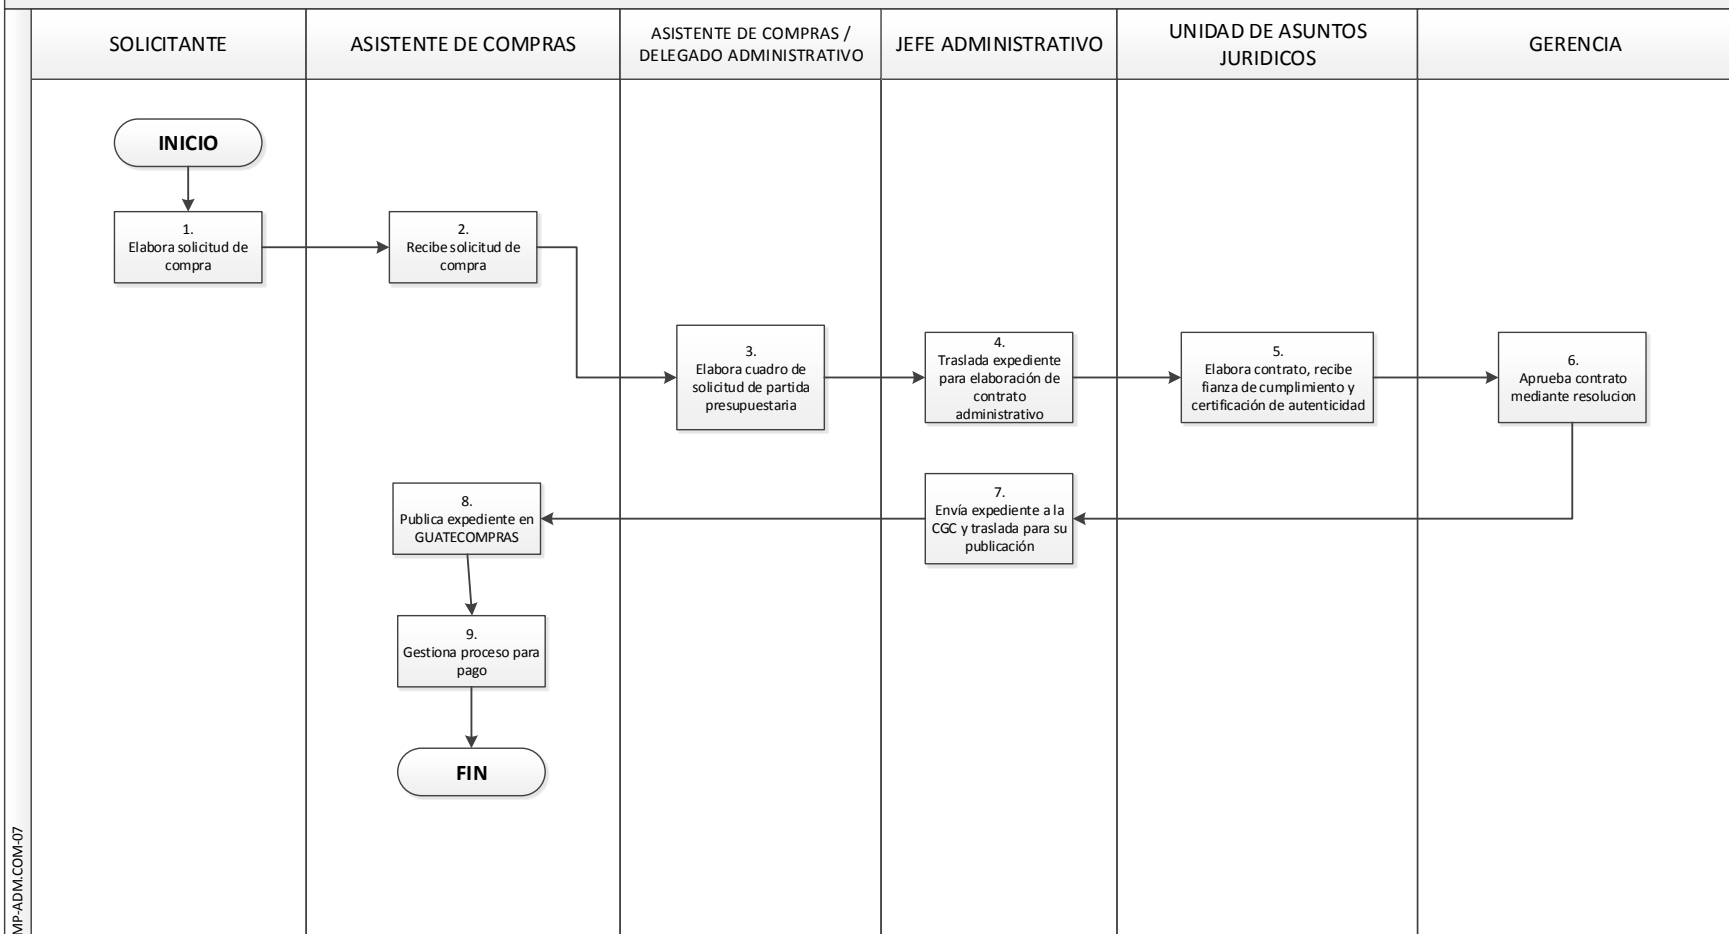 SOLICITANTE
ASISTENTE DE COMPRAS
ASISTENTE DE COMPRAS /
DELEGADO ADMINISTRATIVO
JEFE ADMINISTRATIVO
UNIDAD DE ASUNTOS
JURIDICOS
GERENCIA
INICIO
1.
Elabora solicitud de
compra
2.
Recibe solicitud de
compra
3.
Elabora cuadro de
solicitud de partida
presupuestaria
4.
Traslada expediente
para elaboración de
contrato
administrativo
5.
Elabora contrato, recibe
fianza de cumplimiento y
certificación de autenticidad
6.
Aprueba contrato
mediante resolucion
7.
Envía expediente a la
CGC y traslada para su
publicación
8.
Publica expediente en
GUATECOMPRAS
9.
Gestiona proceso para
pago
FIN
MP-ADM.COM-07